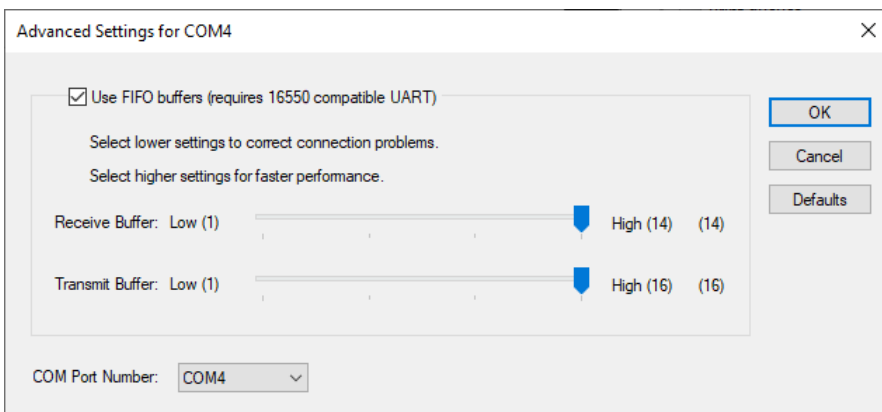 Advanced Settings for COM4
Use FIFO buffers (requires 16550 compatible UART)
OK
Select lower settings to correct connection problems.
Cancel
Select higher settings for faster performance.
Defaults
Receive Buffer: Low (1) High (14) (14)
Transmit Buffer: Low (1) High (16) (16)
COM Port Number: COM4